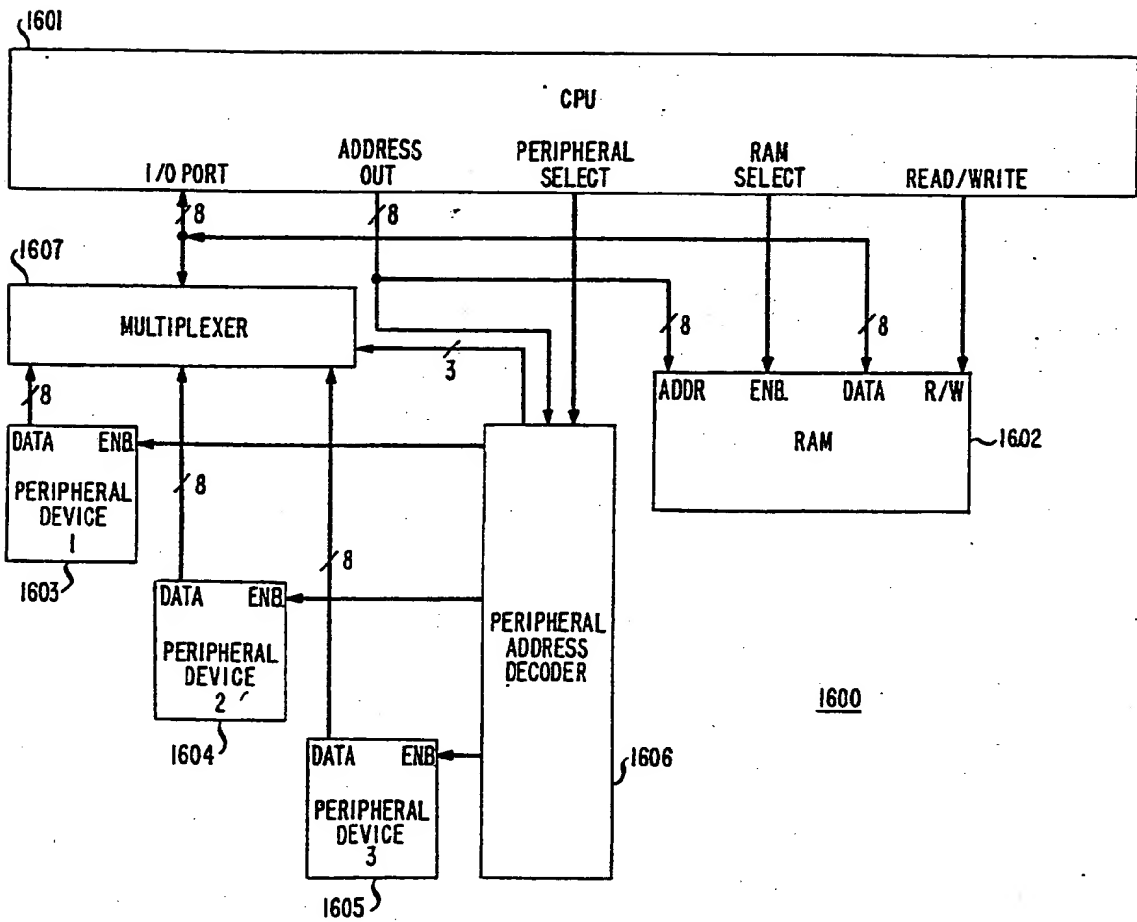 1601
CPU
I/O PORT
ADDRESS
OUT
PERIPHERAL
SELECT
RAM
SELECT
READ/WRITE
8
8
1607
MULTIPLEXER
3
8
8
ADDR
ENB.
DATA
R/W
RAM
1602
8
DATA
ENB.
PERIPHERAL
DEVICE
1
1603
8
DATA
ENB.
PERIPHERAL
DEVICE
2
1604
8
DATA
ENB
PERIPHERAL
DEVICE
3
1605
PERIPHERAL
ADDRESS
DECODER
1606
1600